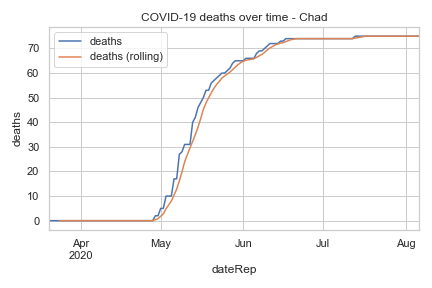 COVID-19 deaths over time - Chad
deaths
deaths (rolling)
70
60
50
40
30
20
10
0
deaths
Apr
2020
May
Jun
Jul
Aug
dateRep